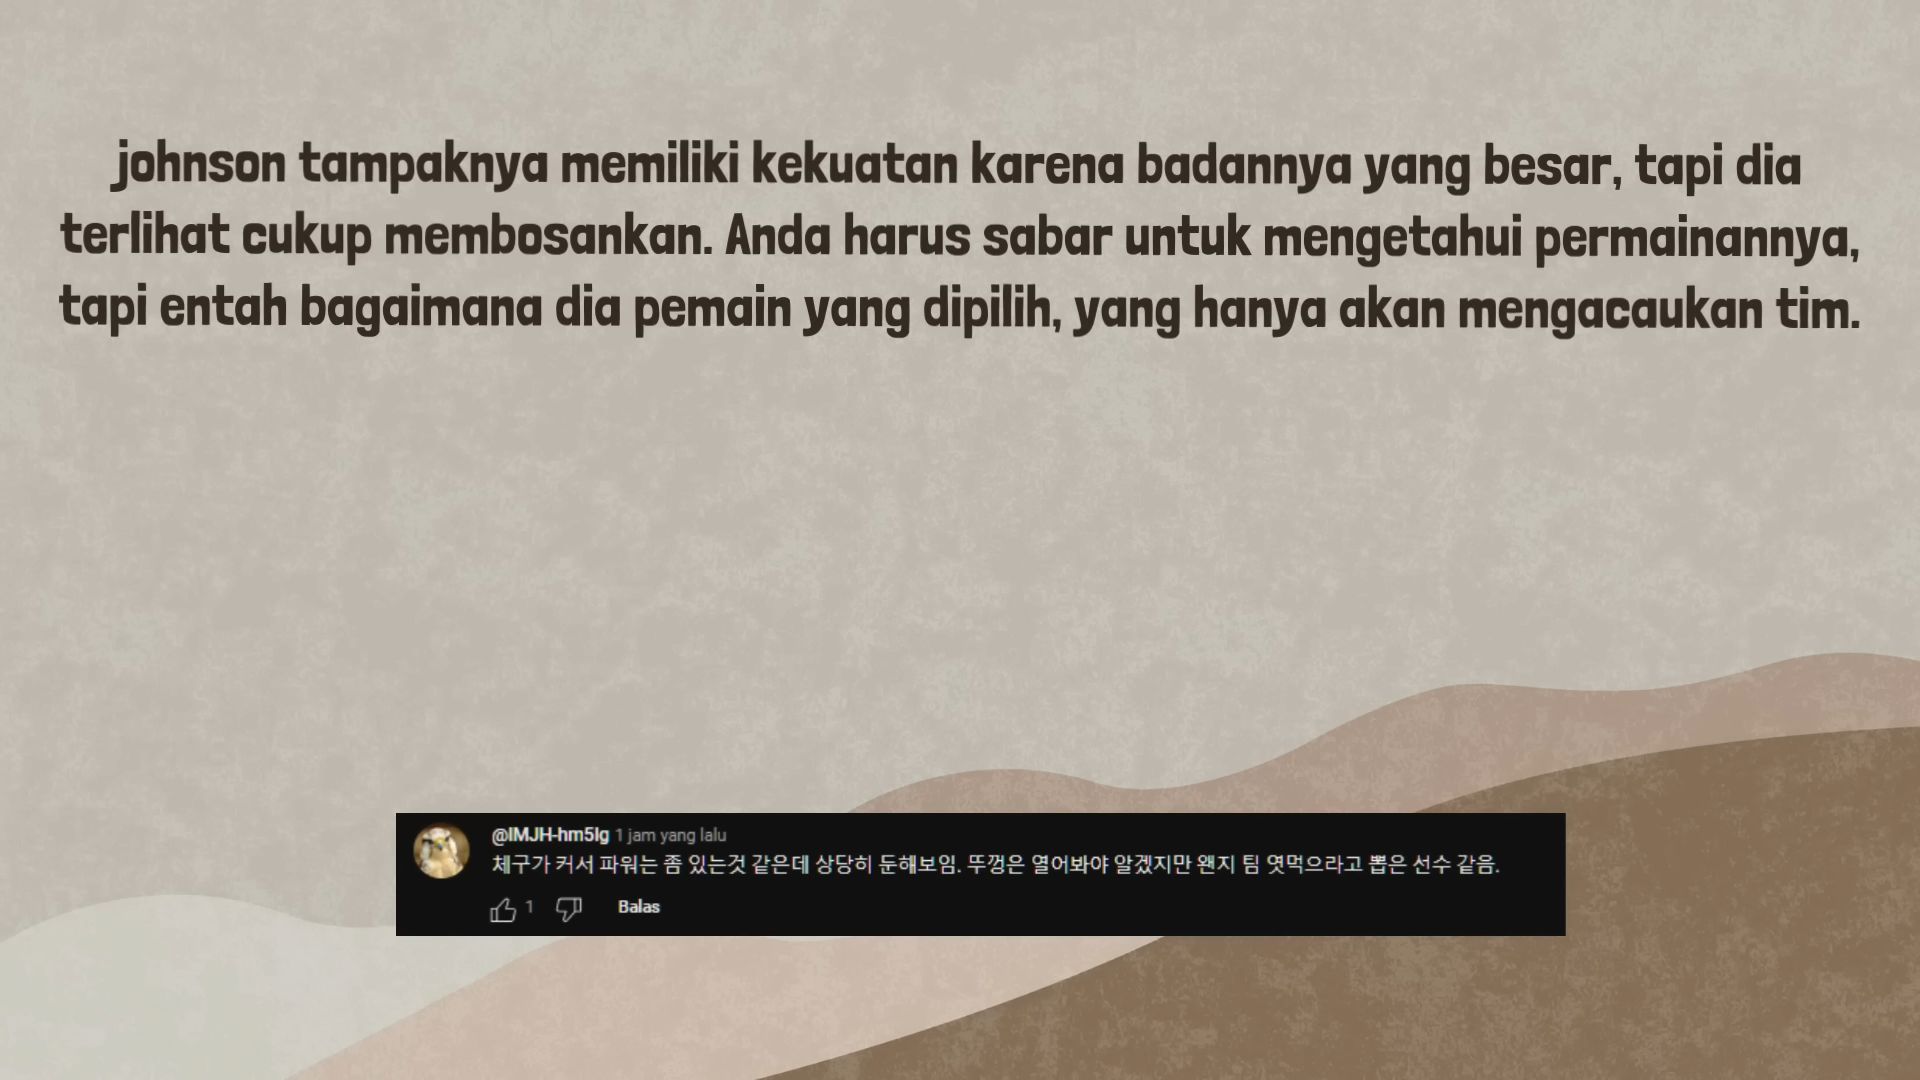 johnson tampaknya memiliki kekuatan karena badannya yang besar, tapi dia
terlihat cukup membosankan. Anda harus sabar untuk mengetahui permainannya,
tapi entah bagaimana dia pemain yang dipilih, yang hanya akan mengacaukan tim.
@IMJH-hm5lg 1 jam yang lalu
체구가 커서 파워는 좀 있는것 같은데 상당히 둔해보임. 뚜껑은 열어봐야 알겠지만 왠지 팀 엿먹으라고 뽑은 선수 같음.
1 Balas